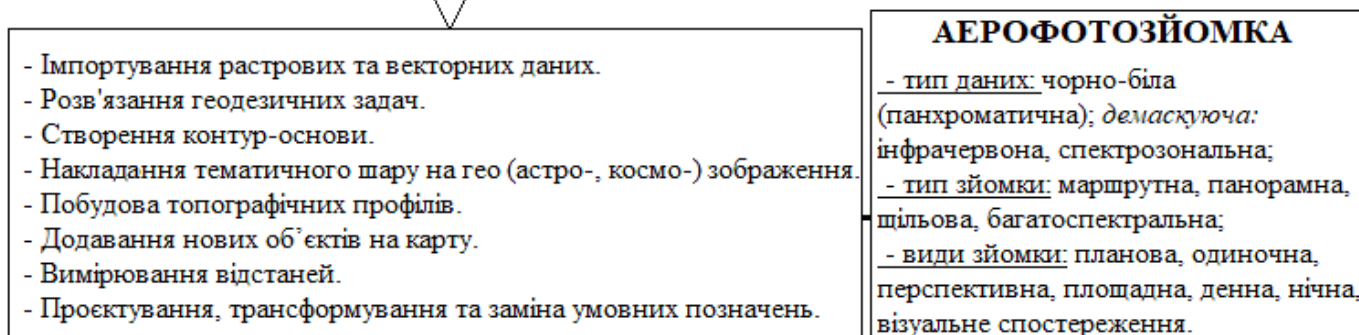 - Імпортування растрових та векторних даних.
- Розв'язання геодезичних задач.
- Створення контур-основи.
- Накладання тематичного шару на гео (астро-, космо-) зображення.
- Побудова топографічних профілів.
- Додавання нових об’єктів на карту.
- Вимірювання відстаней.
- Проєктування, трансформування та заміна умовних позначень.
АЕРОФОТОЗЙОМКА
- тип даних: чорно-біла
(панхроматична); демаскуюча:
інфрачервона, спектрозональна;
- тип зйомки: маршрутна, панорамна,
щільова, багатоспектральна;
- види зйомки: планова, одиночна,
перспективна, площадна, денна, нічна,
візуальне спостереження.